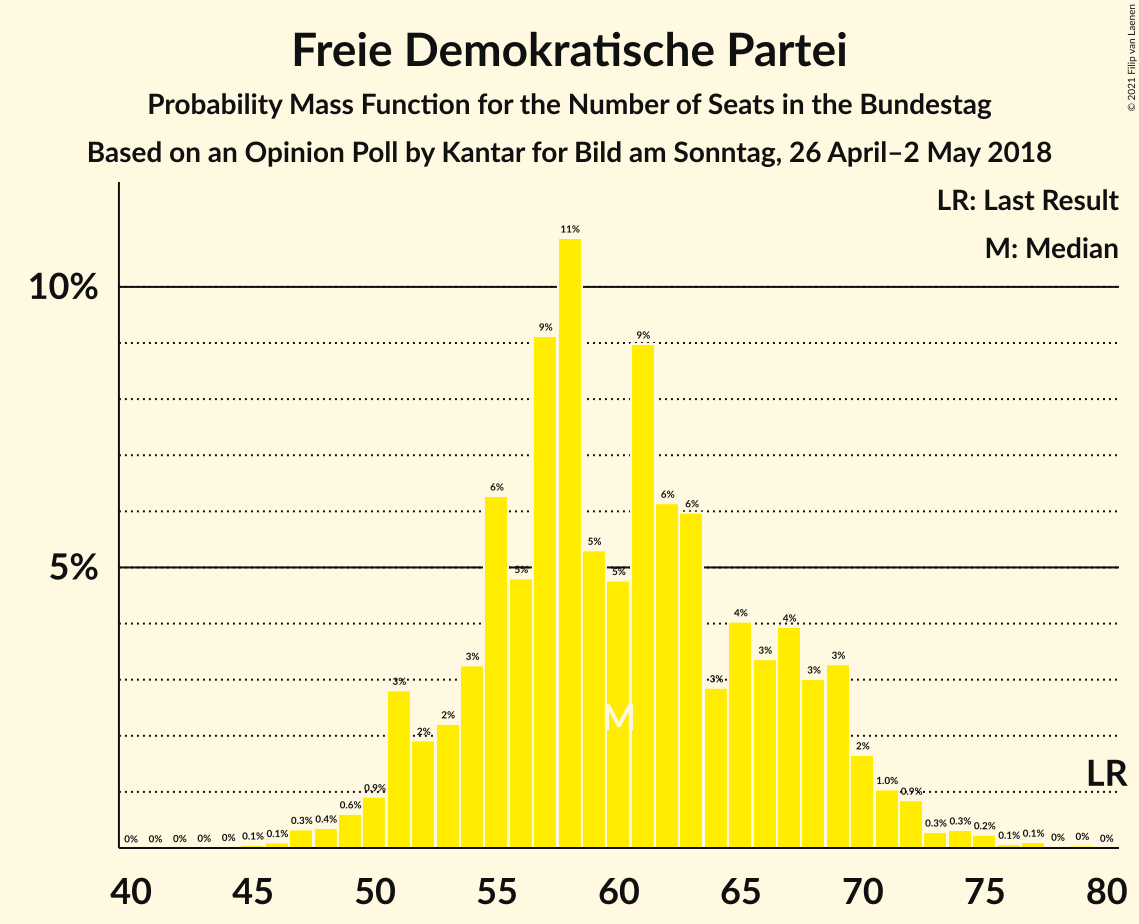 Freie Demokratische Partei
Probability Mass Function for the Number of Seats in the Bundestag
Based on an Opinion Poll by Kantar for Bild am Sonntag, 26 April–2 May 2018
© 2021 Filip van Laenen
LR: Last Result
M: Median
10%
5%
0% 0% 0% 0% 0% 0.1% 0.1% 0.3% 0.4% 0.6% 0.9% 3% 2% 2% 3% 6% 5% 9% 11% 5% 5% 9% 6% 6% 3% 4% 3% 4% 3% 3% 2% 1.0% 0.9% 0.3% 0.3% 0.2% 0.1% 0.1% 0% 0% 0%
M
LR
40 45 50 55 60 65 70 75 80